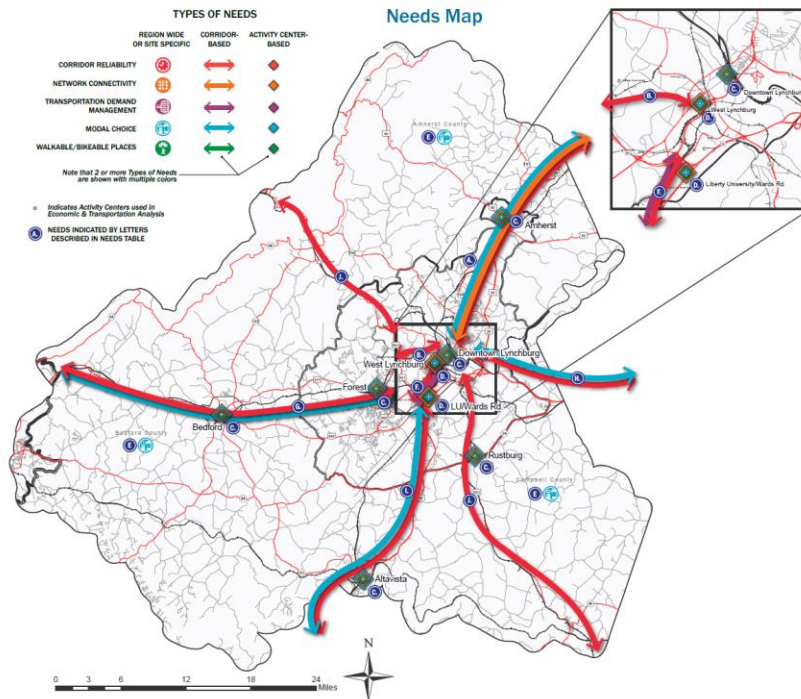 Needs Map
TYPES OF NEEDS
REGION WIDE
OR SITE SPECIFIC
CORRIDOR-
BASED
ACTIVITY CENTER-
BASED
CORRIDOR RELIABILITY
NETWORK CONNECTIVITY
TRANSPORTATION DEMAND
MANAGEMENT
MODAL CHOICE
WALKABLE/BIKEABLE PLACES
Note that 2 or more Types of Needs
are shown with multiple colors
Indicates Activity Centers used in
Economic & Transportation Analysis
A. NEEDS INDICATED BY LETTERS
DESCRIBED IN NEEDS TABLE
B.
C.
Downtown Lynchburg
West Lynchburg
D.
F.
D.
Liberty University/Wards Rd.
Amherst County
E
C.
Amherst
A.
J.
B.
Downtown Lynchburg
West Lynchburg
C.
D.
H.
Forest
F.
C.
G.
D.
LU/Wards Rd.
Bedford
C.
Bedford County
E
Rustburg
C.
Campbell County
E
I.
J.
Altavista
C.
N
0 3 6 12 18 24
Miles